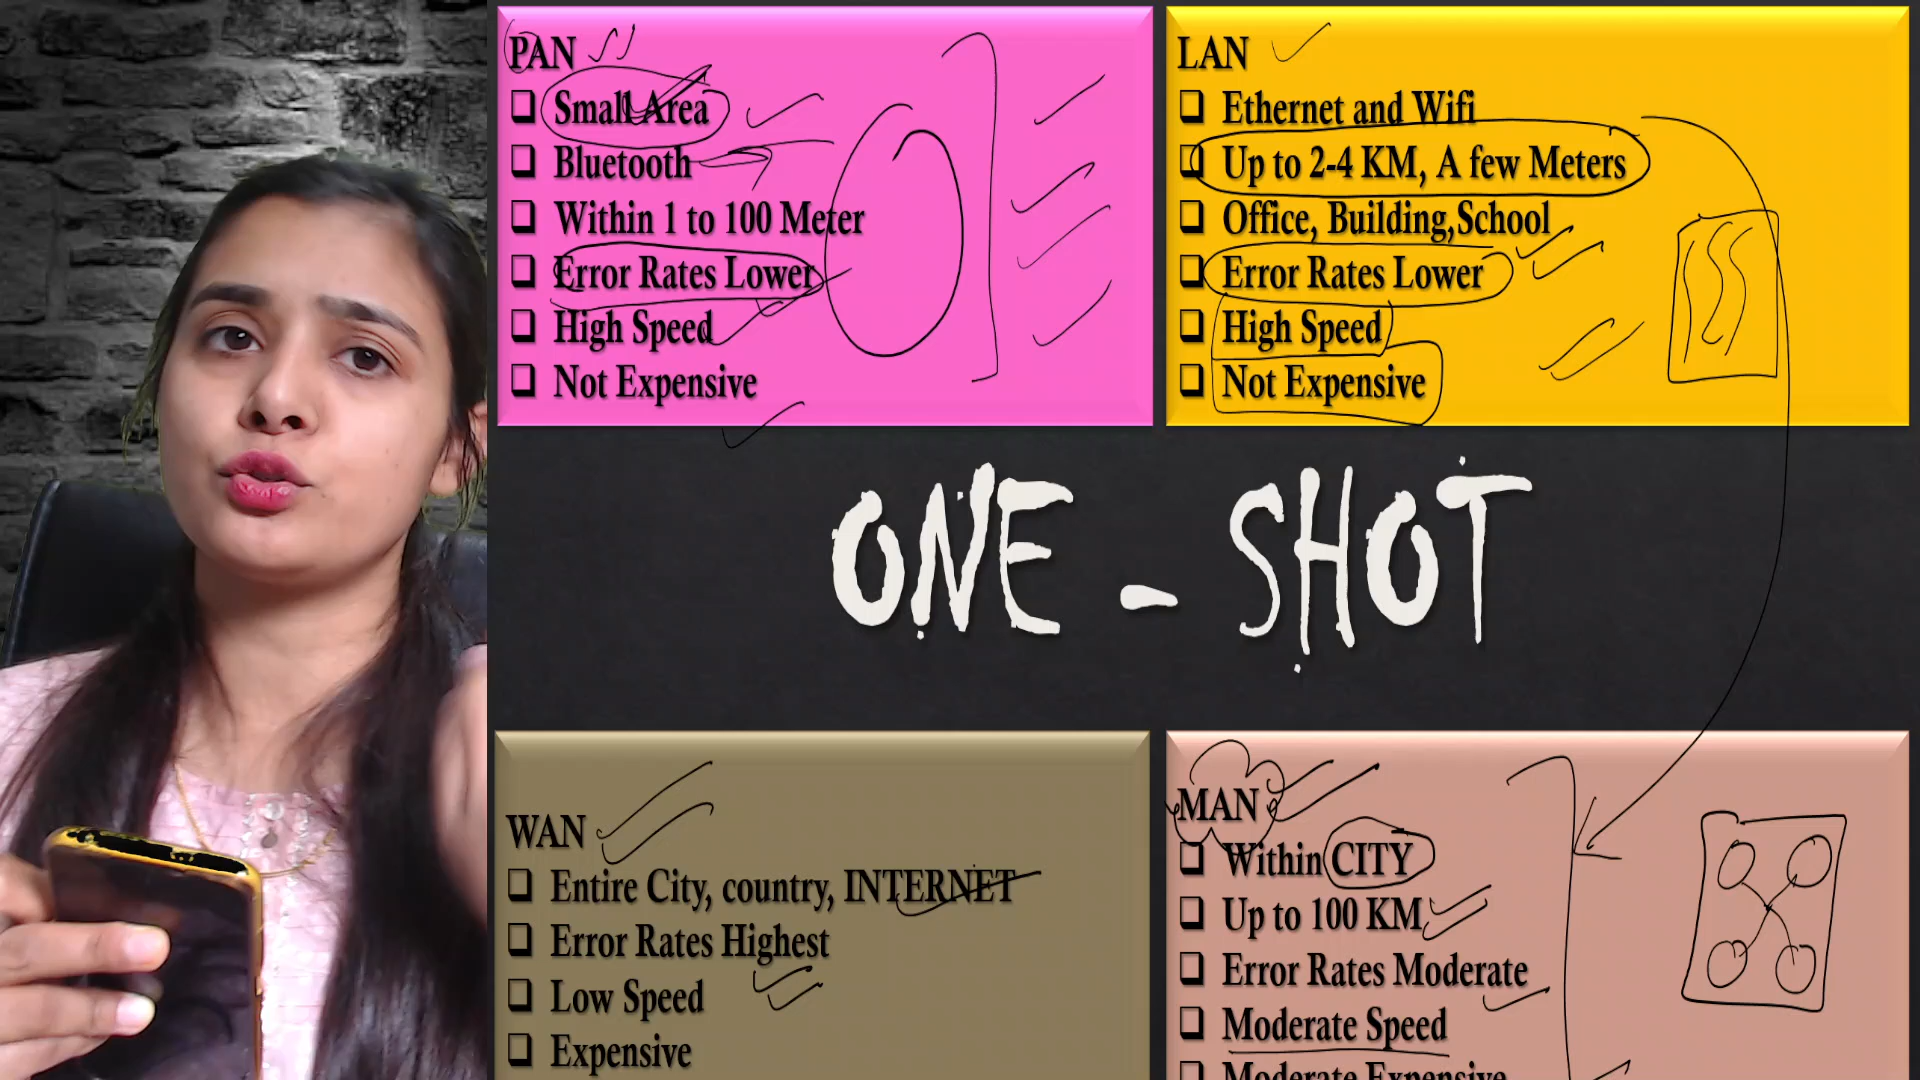 PAN
Small Area
Bluetooth
Within 1 to 100 Meter
Error Rates Lower
High Speed
Not Expensive
LAN
Ethernet and Wifi
Up to 2-4 KM, A few Meters
Office, Building,School
Error Rates Lower
High Speed
Not Expensive
ONE - SHOT
WAN
Entire City, country, INTERNET
Error Rates Highest
Low Speed
Expensive
MAN
Within CITY
Up to 100 KM
Error Rates Moderate
Moderate Speed
Moderate Expensive